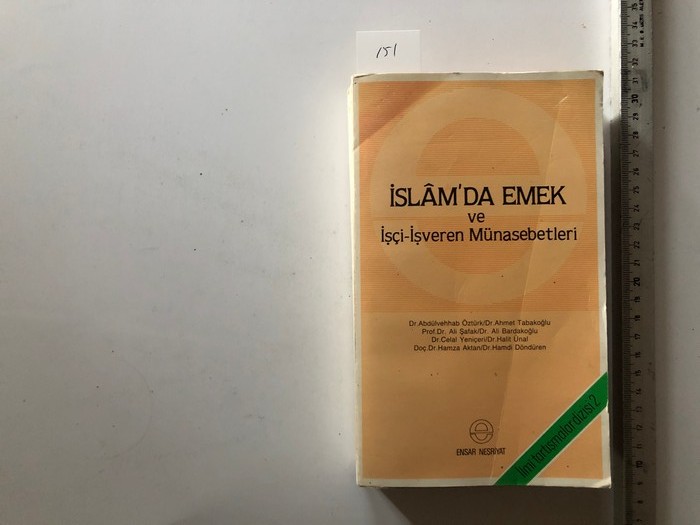 151
İSLÂM'DA EMEK
ve
İşçi-İşveren Münasebetleri
Dr.Abdülvehhab Öztürk/Dr.Ahmet Tabakoğlu
Prof.Dr. Ali Şafak/Dr. Ali Bardakoğlu
Dr.Celal Yeniçeri/Dr.Halit Ünal
Doç.Dr.Hamza Aktan/Dr.Hamdi Döndüren
ENSAR NEŞRİYAT
İlmi tartışmalar dizisi 2